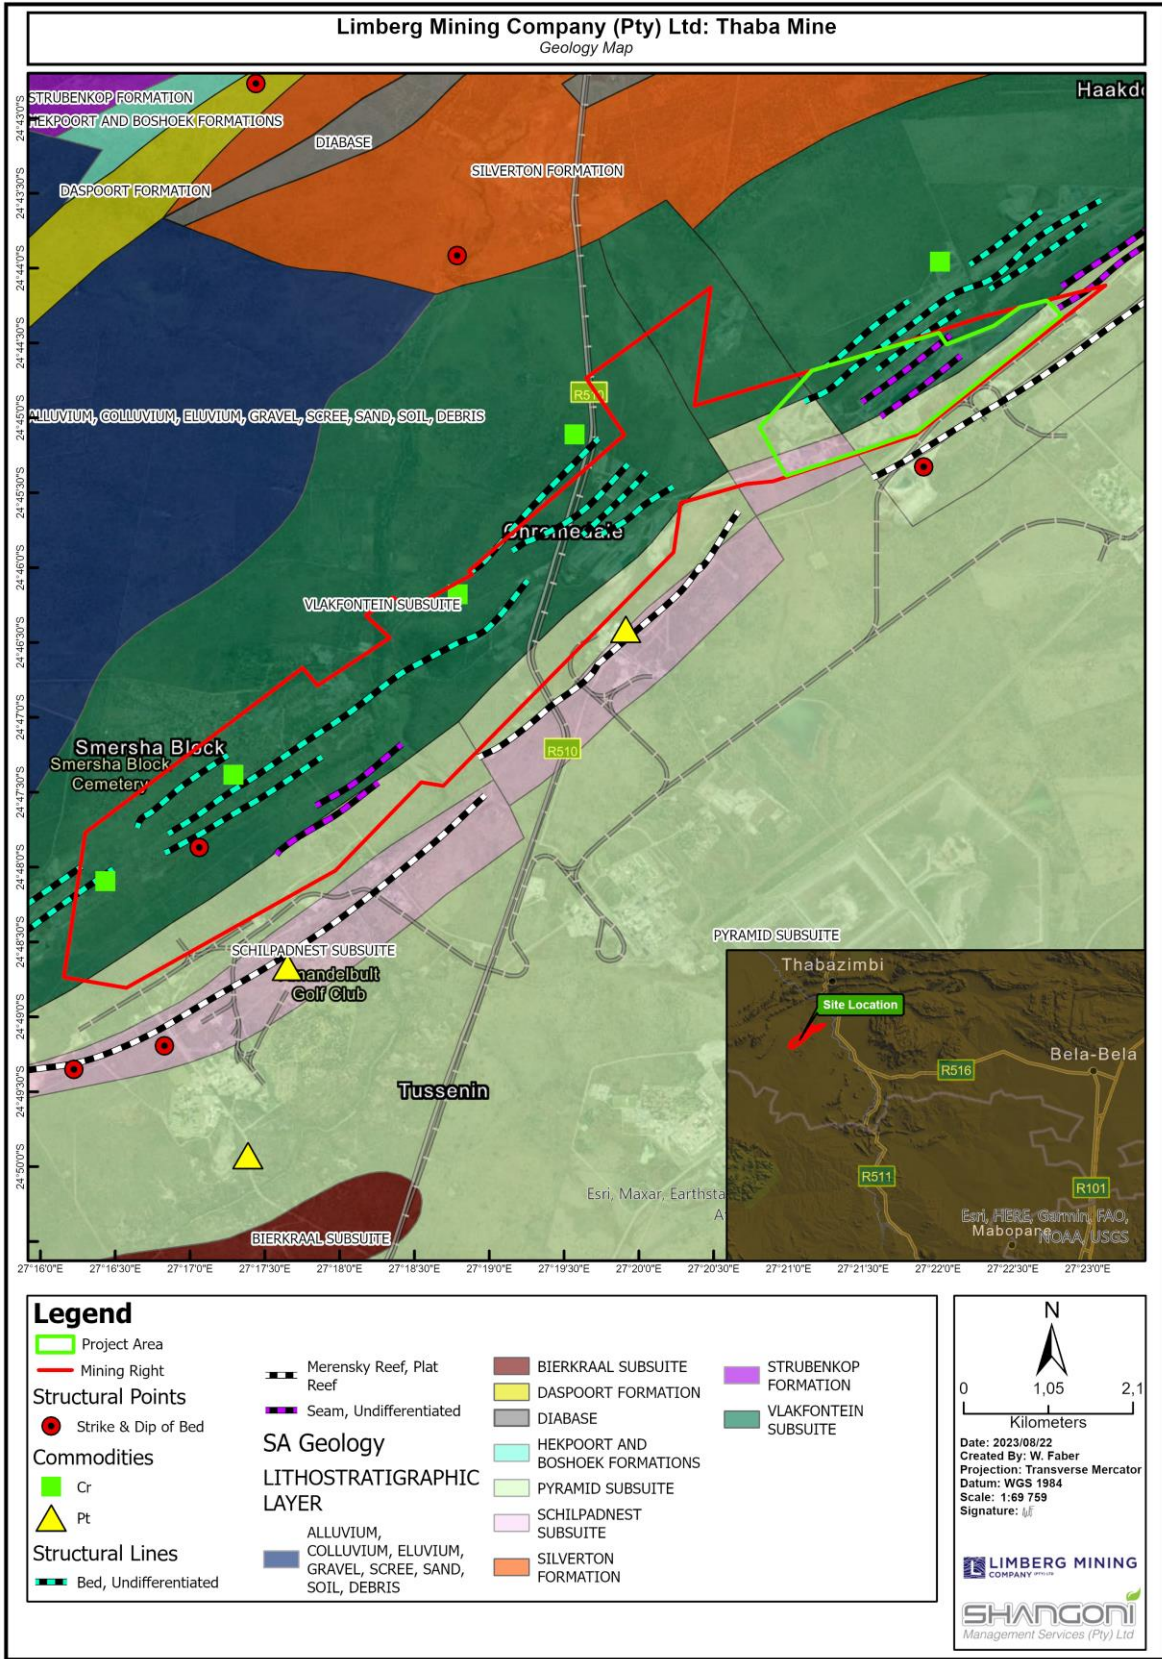 Limberg Mining Company (Pty) Ltd: Thaba Mine
Geology Map
STRUBENKOP FORMATION
HEKPOORT AND BOSHOEK FORMATIONS
DIABASE
DASPOORT FORMATION
SILVERTON FORMATION
Haakdo
24°43'0"S
24°43'30"S
24°44'0"S
24°44'30"S
24°45'0"S
24°45'30"S
24°46'0"S
24°46'30"S
24°47'0"S
24°47'30"S
24°48'0"S
24°48'30"S
24°49'0"S
24°49'30"S
24°50'0"S
ALLUVIUM, COLLUVIUM, ELUVIUM, GRAVEL, SCREE, SAND, SOIL, DEBRIS
Chromedale
VLAKFONTEIN SUBSUITE
Smersha Block
Smersha Block
Cemetery
R510
SCHILPADNEST SUBSUITE
mandelbult
Golf Club
PYRAMID SUBSUITE
Tussenin
BIERKRAAL SUBSUITE
Esri, Maxar, Earthsta
A
Thabazimbi
Site Location
Bela-Bela
R516
R511
R101
Esri, HERE, Garmin, FAO,
NOAA, USGS
Mabopane
27°16'0"E 27°16'30"E 27°17'0"E 27°17'30"E 27°18'0"E 27°18'30"E 27°19'0"E 27°19'30"E 27°20'0"E 27°20'30"E 27°21'0"E 27°21'30"E 27°22'0"E 27°22'30"E 27°23'0"E
Legend
Project Area
Mining Right
Structural Points
Strike & Dip of Bed
Commodities
Cr
Pt
Structural Lines
Bed, Undifferentiated
Merensky Reef, Plat
Reef
Seam, Undifferentiated
SA Geology
LITHOSTRATIGRAPHIC
LAYER
ALLUVIUM,
COLLUVIUM, ELUVIUM,
GRAVEL, SCREE, SAND,
SOIL, DEBRIS
BIERKRAAL SUBSUITE
DASPOORT FORMATION
DIABASE
HEKPOORT AND
BOSHOEK FORMATIONS
PYRAMID SUBSUITE
SCHILPADNEST
SUBSUITE
SILVERTON
FORMATION
STRUBENKOP
FORMATION
VLAKFONTEIN
SUBSUITE
N
0 1,05 2,1
Kilometers
Date: 2023/08/22
Created By: W. Faber
Projection: Transverse Mercator
Datum: WGS 1984
Scale: 1:69 759
Signature:
LIMBERG MINING
COMPANY (PTY) LTD
SHANGONI
Management Services (Pty) Ltd